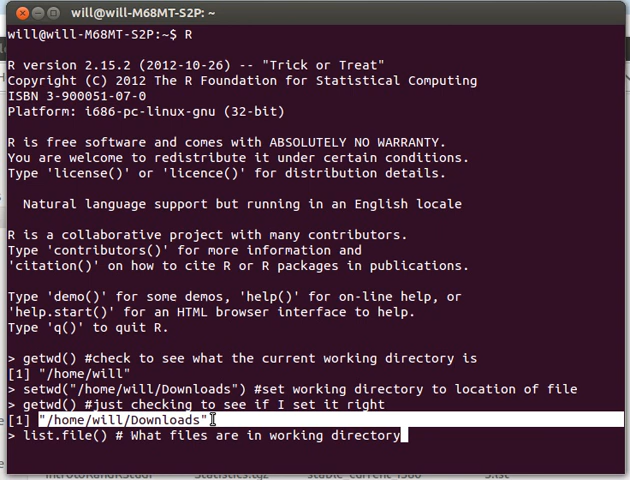 will@will-M68MT-S2P: ~
will@will-M68MT-S2P:~$ R
R version 2.15.2 (2012-10-26) -- "Trick or Treat"
Copyright (C) 2012 The R Foundation for Statistical Computing
ISBN 3-900051-07-0
Platform: i686-pc-linux-gnu (32-bit)
R is free software and comes with ABSOLUTELY NO WARRANTY.
You are welcome to redistribute it under certain conditions.
Type 'license()' or 'licence()' for distribution details.
Natural language support but running in an English locale
R is a collaborative project with many contributors.
Type 'contributors()' for more information and
'citation()' on how to cite R or R packages in publications.
Type 'demo()' for some demos, 'help()' for on-line help, or
'help.start()' for an HTML browser interface to help.
Type 'q()' to quit R.
> getwd() #check to see what the current working directory is
[1] "/home/will"
> setwd("/home/will/Downloads") #set working directory to location of file
> getwd() #just checking to see if I set it right
[1] "/home/will/Downloads"
> list.file() # What files are in working directory